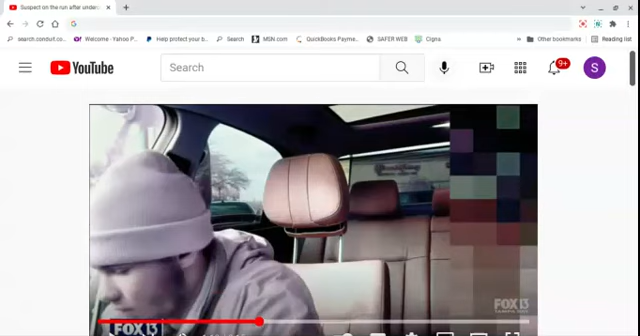 Suspect on the run after under
search.conduit.co...
Welcome - Yahoo P...
Help protect your b...
Search
MSN.com
QuickBooks Payme...
SAFER WEB
Cigna
»
Other bookmarks
Reading list
YouTube
Search
9+
S
FOX 13
FOX 13